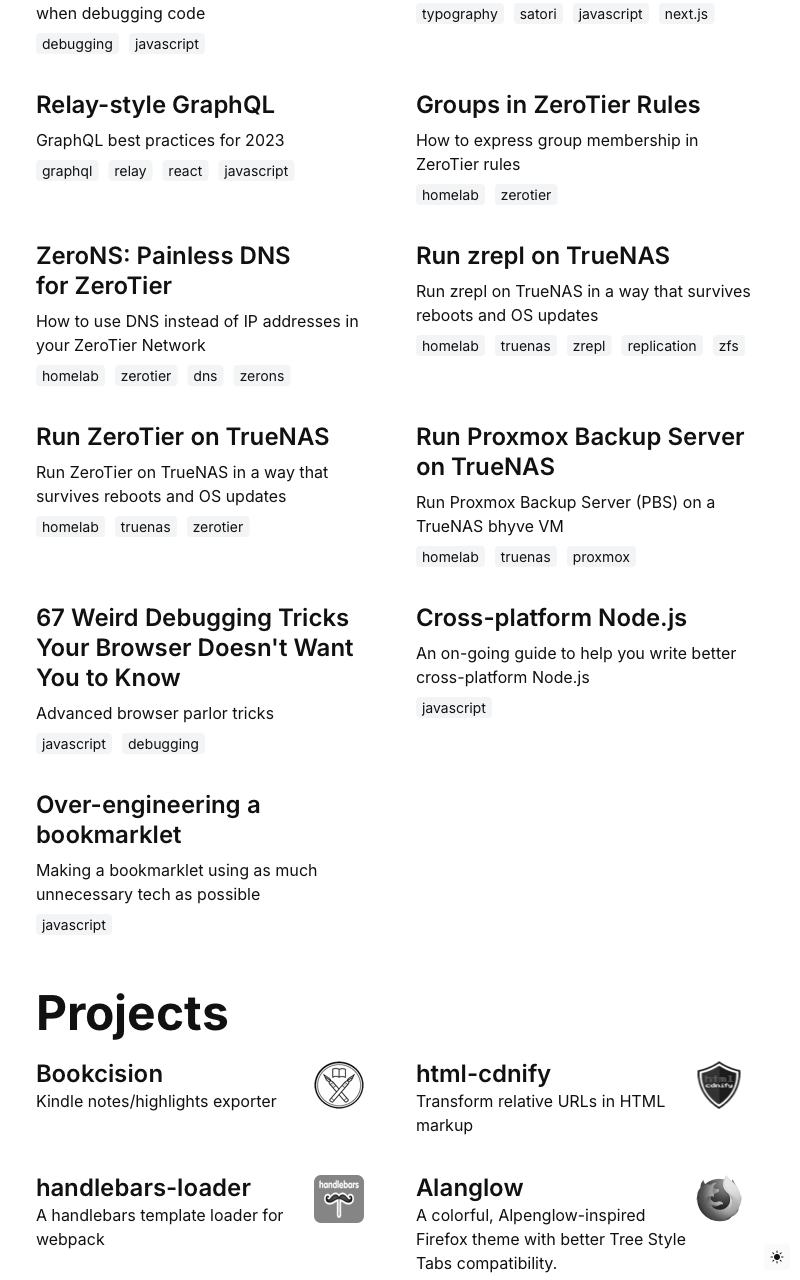 when debugging code
debugging javascript
typography satori javascript next.js
Relay-style GraphQL
GraphQL best practices for 2023
graphql relay react javascript
Groups in ZeroTier Rules
How to express group membership in
ZeroTier rules
homelab zerotier
ZeroNS: Painless DNS
for ZeroTier
How to use DNS instead of IP addresses in
your ZeroTier Network
homelab zerotier dns zerons
Run zrepl on TrueNAS
Run zrepl on TrueNAS in a way that survives
reboots and OS updates
homelab truenas zrepl replication zfs
Run ZeroTier on TrueNAS
Run ZeroTier on TrueNAS in a way that
survives reboots and OS updates
homelab truenas zerotier
Run Proxmox Backup Server
on TrueNAS
Run Proxmox Backup Server (PBS) on a
TrueNAS bhyve VM
homelab truenas proxmox
67 Weird Debugging Tricks
Your Browser Doesn't Want
You to Know
Advanced browser parlor tricks
javascript debugging
Cross-platform Node.js
An on-going guide to help you write better
cross-platform Node.js
javascript
Over-engineering a
bookmarklet
Making a bookmarklet using as much
unnecessary tech as possible
javascript
Projects
Bookcision
Kindle notes/highlights exporter
html-cdnify
Transform relative URLs in HTML
markup
html
cdnify
handlebars-loader
A handlebars template loader for
webpack
handlebars
Alanglow
A colorful, Alpenglow-inspired
Firefox theme with better Tree Style
Tabs compatibility.